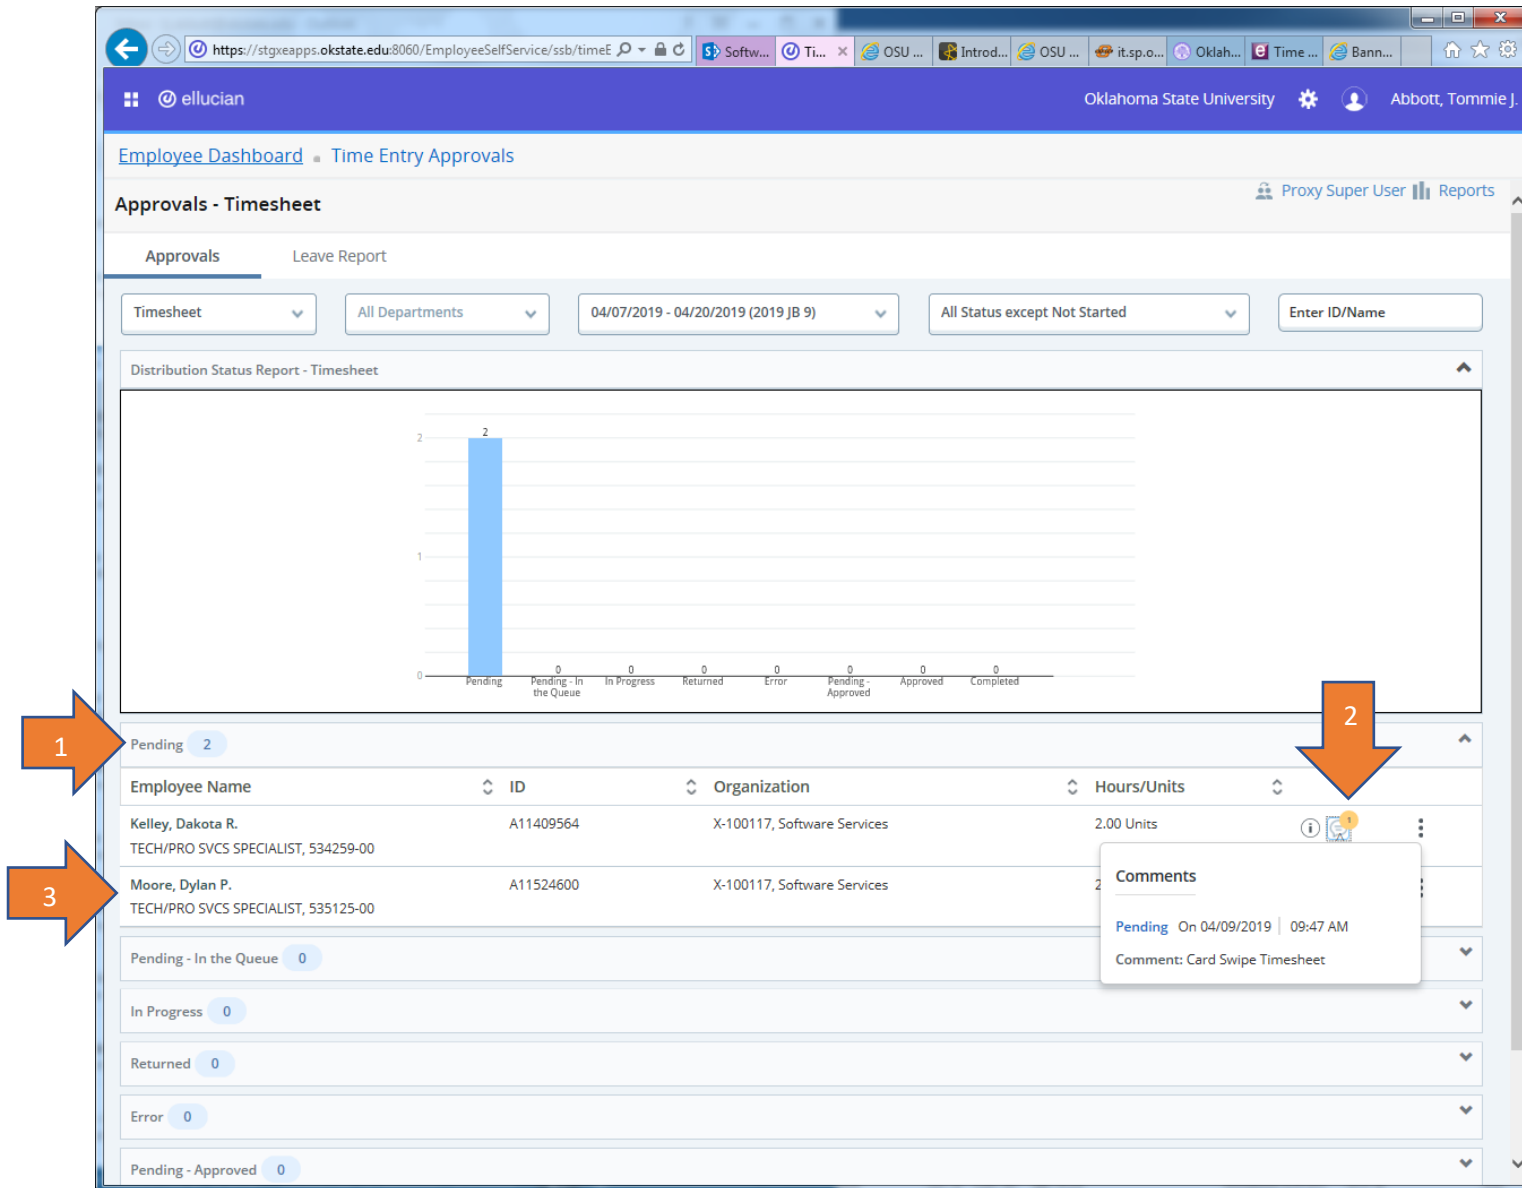 https://stgxeapps.okstate.edu:8060/EmployeeSelfService/ssb/timeE
Softw...
Ti...
OSU ...
Introd...
OSU ...
it.sp.o...
Oklah...
Time ...
Bann...
ellucian
Oklahoma State University
Abbott, Tommie J.
Employee Dashboard
Time Entry Approvals
Approvals - Timesheet
Proxy Super User
Reports
Approvals
Leave Report
Timesheet
All Departments
04/07/2019 - 04/20/2019 (2019 JB 9)
All Status except Not Started
Enter ID/Name
Distribution Status Report - Timesheet
2
1
0
2
0
0
0
0
0
0
0
Pending
Pending - In the Queue
In Progress
Returned
Error
Pending - Approved
Approved
Completed
1
2
3
Pending 2
Employee Name
ID
Organization
Hours/Units
Kelley, Dakota R.
TECH/PRO SVCS SPECIALIST, 534259-00
A11409564
X-100117, Software Services
2.00 Units
1
Moore, Dylan P.
TECH/PRO SVCS SPECIALIST, 535125-00
A11524600
X-100117, Software Services
Comments
Pending On 04/09/2019 | 09:47 AM
Comment: Card Swipe Timesheet
Pending - In the Queue 0
In Progress 0
Returned 0
Error 0
Pending - Approved 0